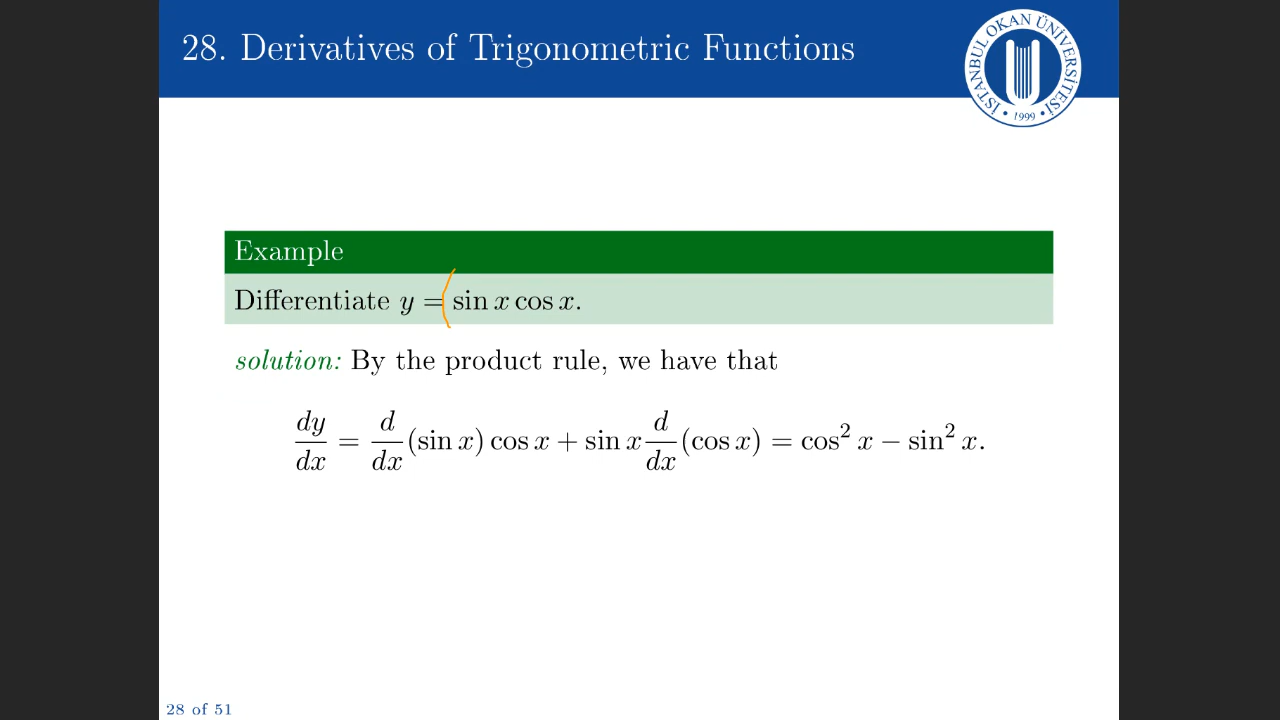 28. Derivatives of Trigonometric Functions
İSTANBUL OKAN ÜNİVERSİTESİ
• 1999 •
Example
Differentiate y = (sin x cos x.
solution: By the product rule, we have that
dy/dx = d/dx (sin x) cos x + sin x d/dx (cos x) = cos² x − sin² x.
28 of 51